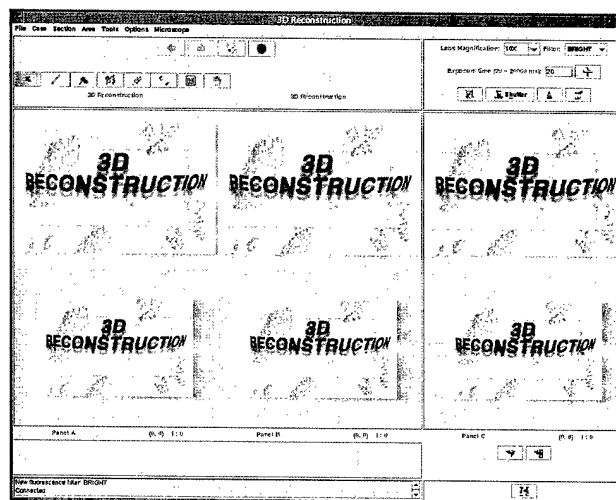 3D Reconstruction
File Case Section Area Tools Options Microscope
Lens Magnification: 10X Filter: BRIGHT
20
Shutter
3D Reconstruction 3D Reconstruction
3D
RECONSTRUCTION
3D
RECONSTRUCTION
3D
RECONSTRUCTION
3D
RECONSTRUCTION
3D
RECONSTRUCTION
3D
RECONSTRUCTION
Panel A (0, 0) 1:0 Panel B (0, 0) 1:0 Panel C (0, 0) 1:0
New fluorescence filter BRIGHT
Connected